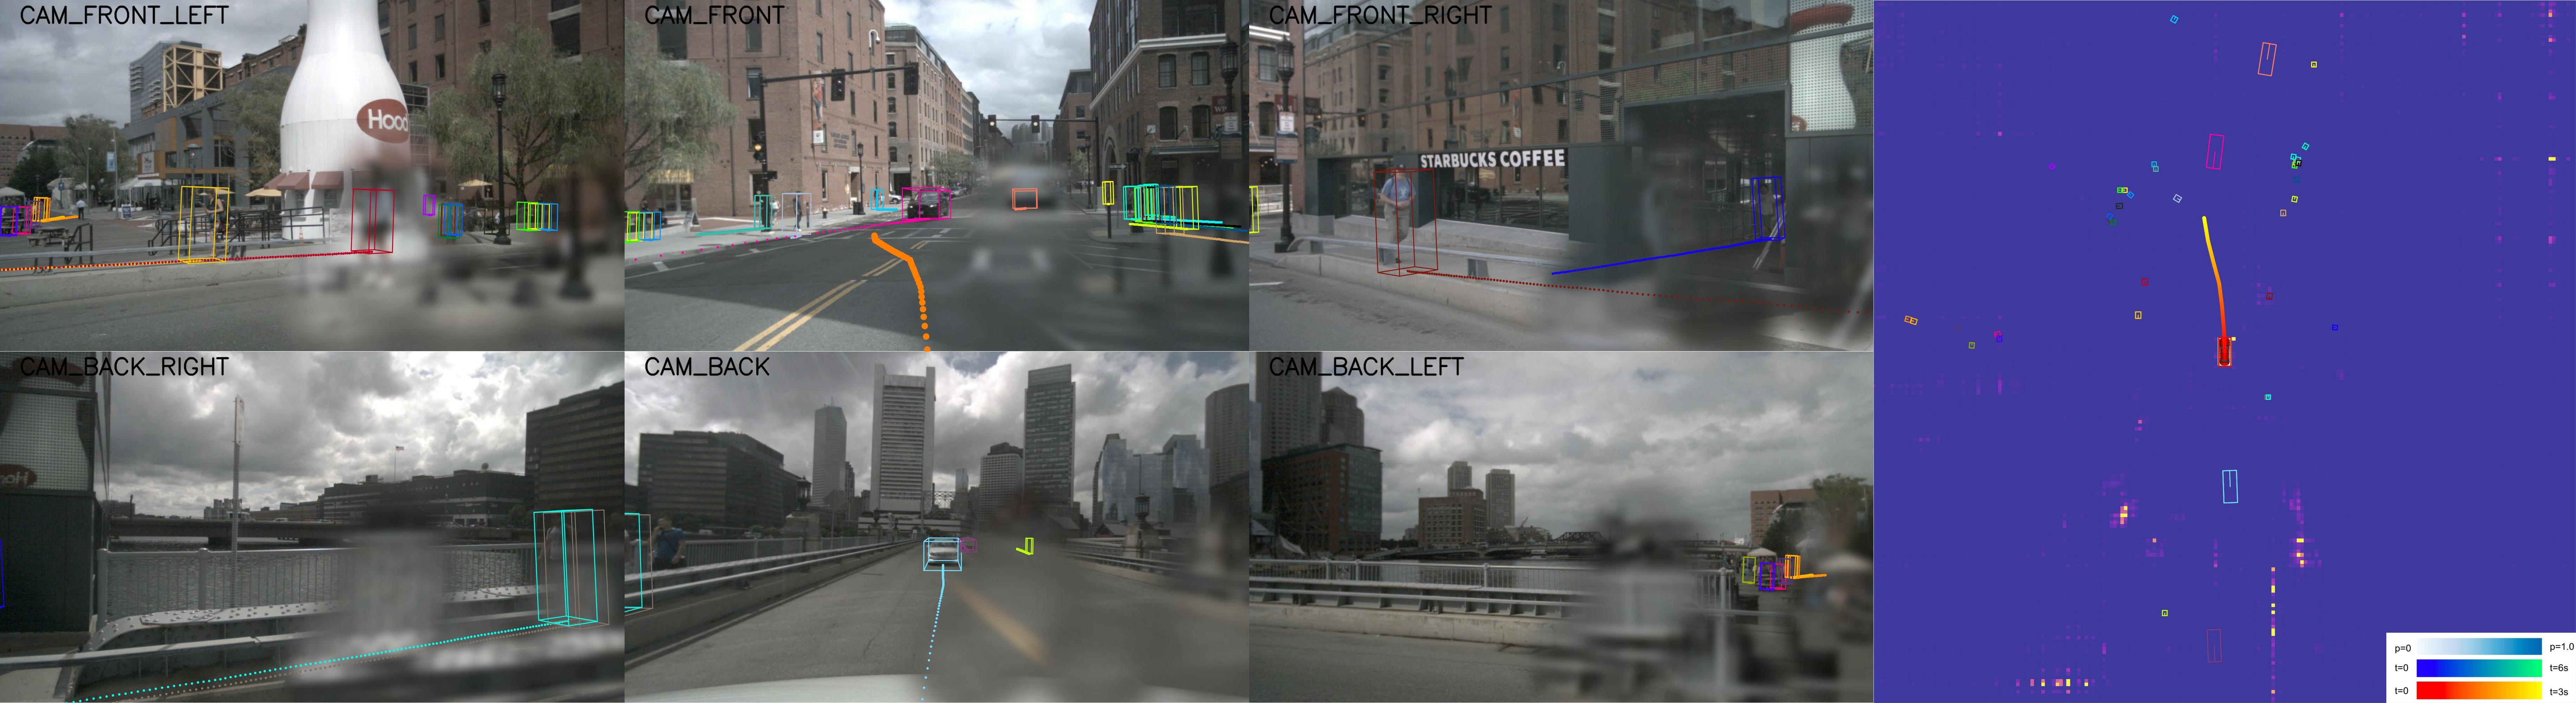 CAM_FRONT_LEFT
CAM_FRONT
CAM_FRONT_RIGHT
Hood
STARBUCKS COFFEE
CAM_BACK_RIGHT
CAM_BACK
CAM_BACK_LEFT
p=0
p=1.0
t=0
t=6s
t=0
t=3s